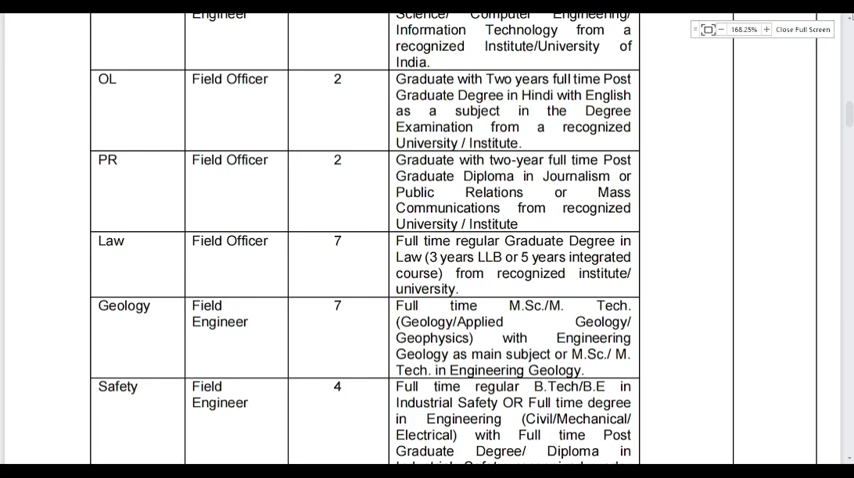 Engineer
Science/ Computer Engineering/
Information Technology from a
recognized Institute/University of
India.
168.25%
Close Full Screen
OL Field Officer 2 Graduate with Two years full time Post
Graduate Degree in Hindi with English
as a subject in the Degree
Examination from a recognized
University / Institute.
PR Field Officer 2 Graduate with two-year full time Post
Graduate Diploma in Journalism or
Public Relations or Mass
Communications from recognized
University / Institute
Law Field Officer 7 Full time regular Graduate Degree in
Law (3 years LLB or 5 years integrated
course) from recognized institute/
university.
Geology Field 7 Full time M.Sc./M. Tech.
Engineer (Geology/Applied Geology/
Geophysics) with Engineering
Geology as main subject or M.Sc./ M.
Tech. in Engineering Geology.
Safety Field 4 Full time regular B.Tech/B.E in
Engineer Industrial Safety OR Full time degree
in Engineering (Civil/Mechanical/
Electrical) with Full time Post
Graduate Degree/ Diploma in